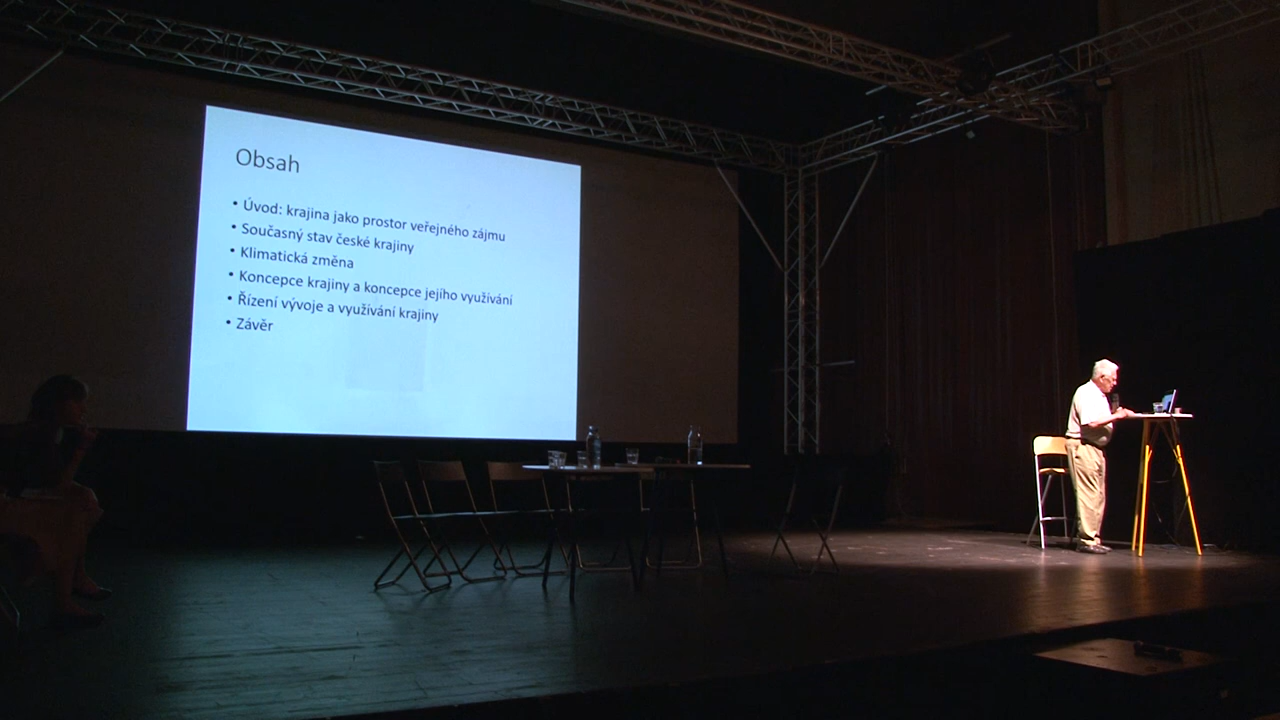 Obsah
• Úvod: krajina jako prostor veřejného zájmu
• Současný stav české krajiny
• Klimatická změna
• Koncepce krajiny a koncepce jejího využívání
• Řízení vývoje a využívání krajiny
• Závěr